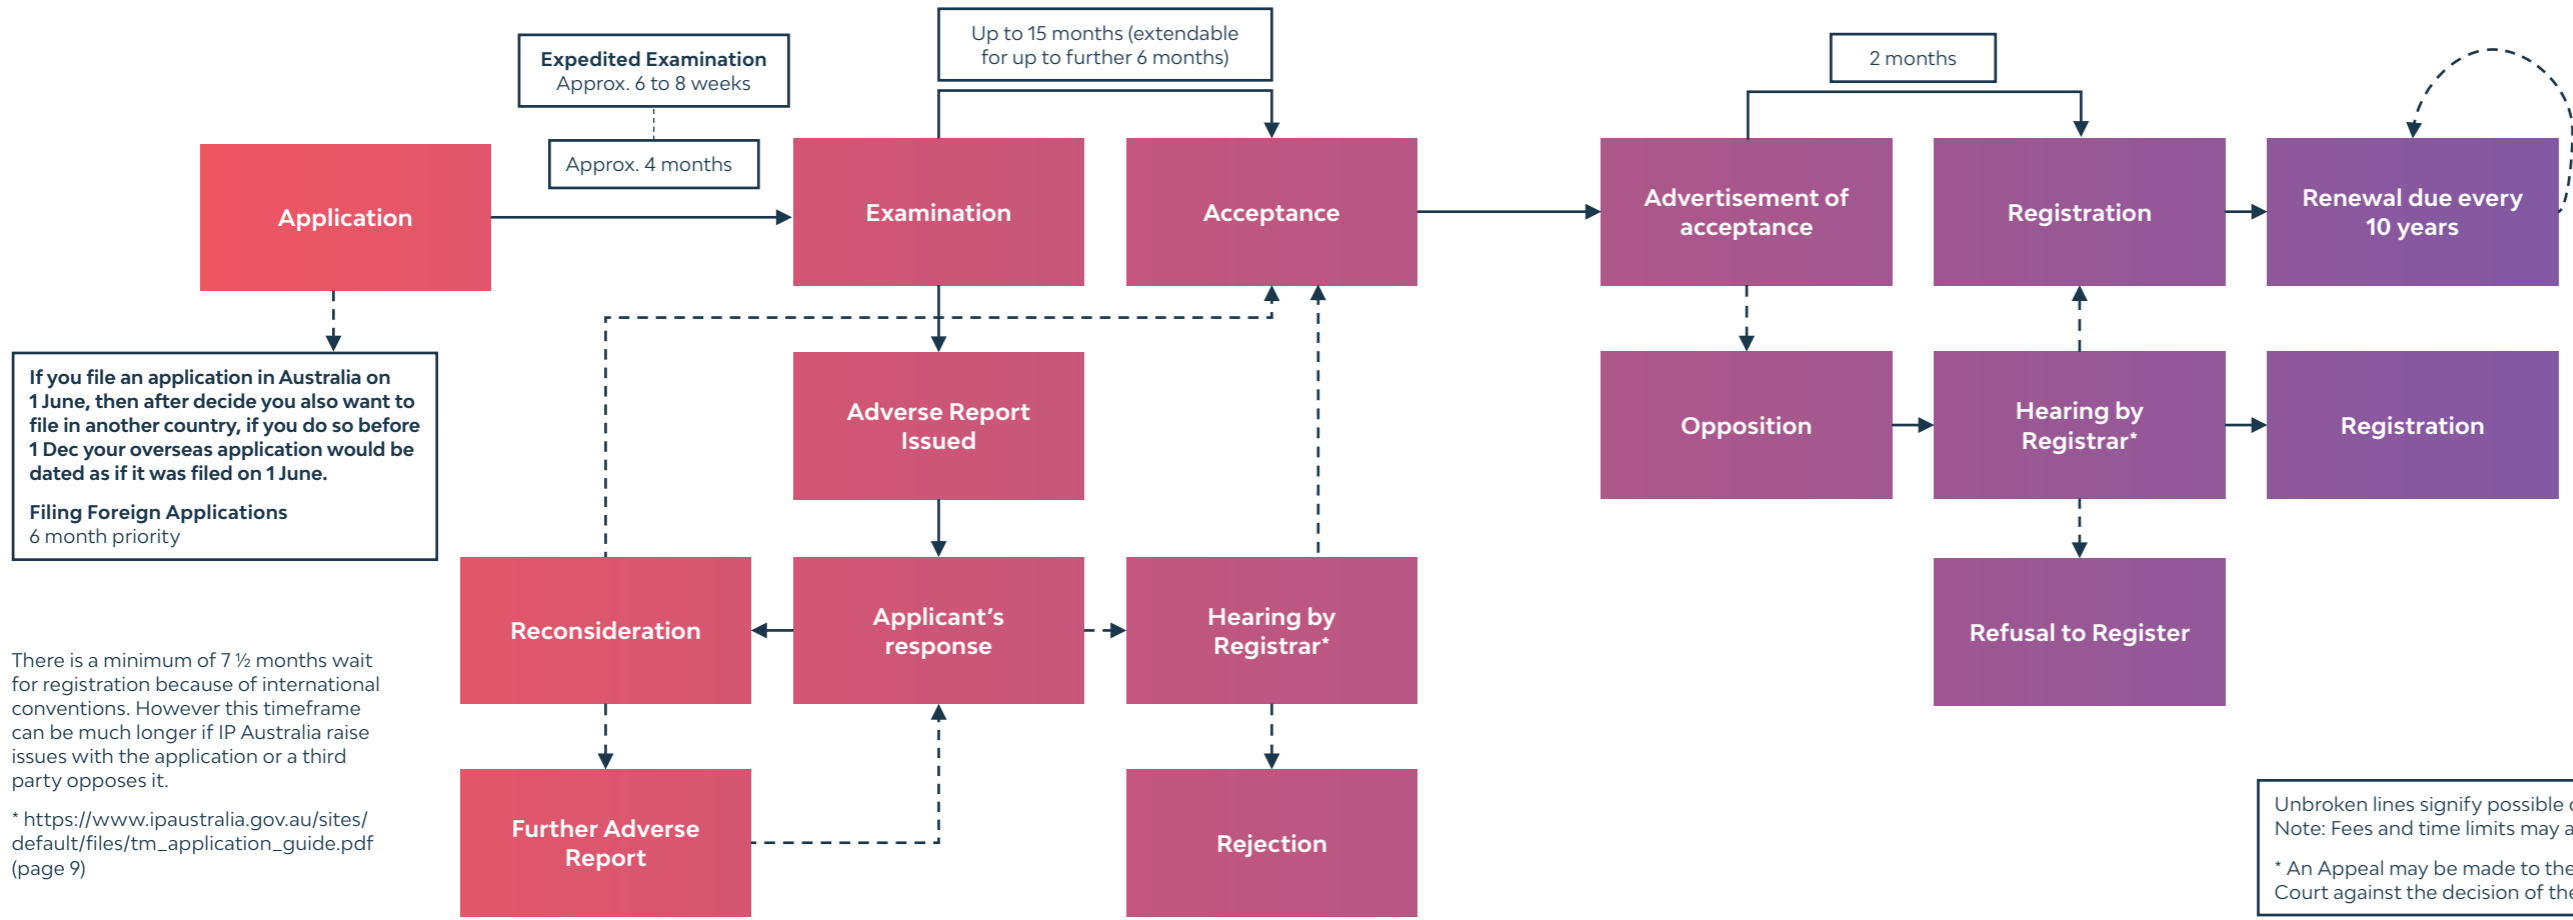 Up to 15 months (extendable
for up to further 6 months)
Expedited Examination
Approx. 6 to 8 weeks
2 months
Approx. 4 months
Application
Examination
Acceptance
Advertisement of
acceptance
Registration
Renewal due every
10 years
If you file an application in Australia on
1 June, then after decide you also want to
file in another country, if you do so before
1 Dec your overseas application would be
dated as if it was filed on 1 June.
Filing Foreign Applications
6 month priority
Adverse Report
Issued
Opposition
Hearing by
Registrar*
Registration
Reconsideration
Applicant's
response
Hearing by
Registrar*
Refusal to Register
There is a minimum of 7 ½ months wait
for registration because of international
conventions. However this timeframe
can be much longer if IP Australia raise
issues with the application or a third
party opposes it.
* https://www.ipaustralia.gov.au/sites/
default/files/tm_application_guide.pdf
(page 9)
Further Adverse
Report
Rejection
Unbroken lines signify possible
Note: Fees and time limits may
* An Appeal may be made to the
Court against the decision of the